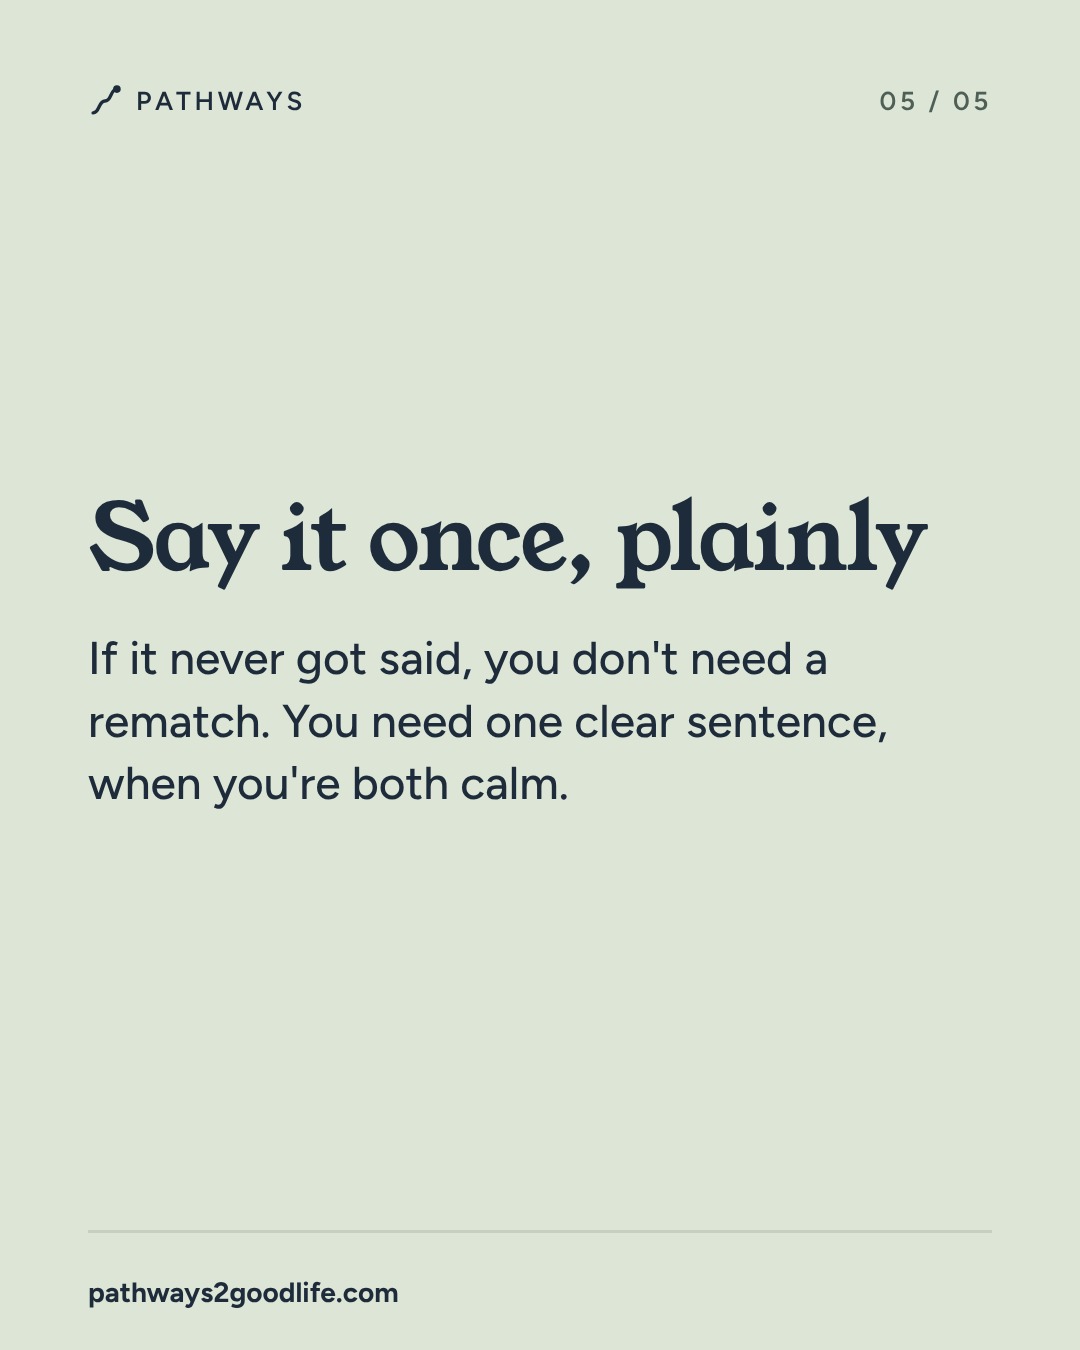 PATHWAYS
05 / 05
Say it once, plainly
If it never got said, you don't need a
rematch. You need one clear sentence,
when you're both calm.
pathways2goodlife.com